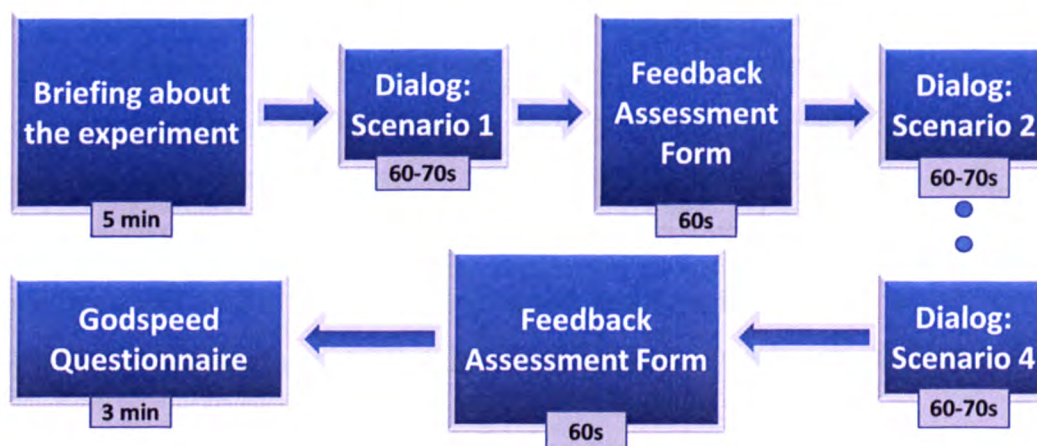 Briefing about
the experiment
5 min
Dialog:
Scenario 1
60-70s
Feedback
Assessment
Form
60s
Dialog:
Scenario 2
60-70s
Dialog:
Scenario 4
60-70s
Feedback
Assessment Form
60s
Godspeed
Questionnaire
3 min